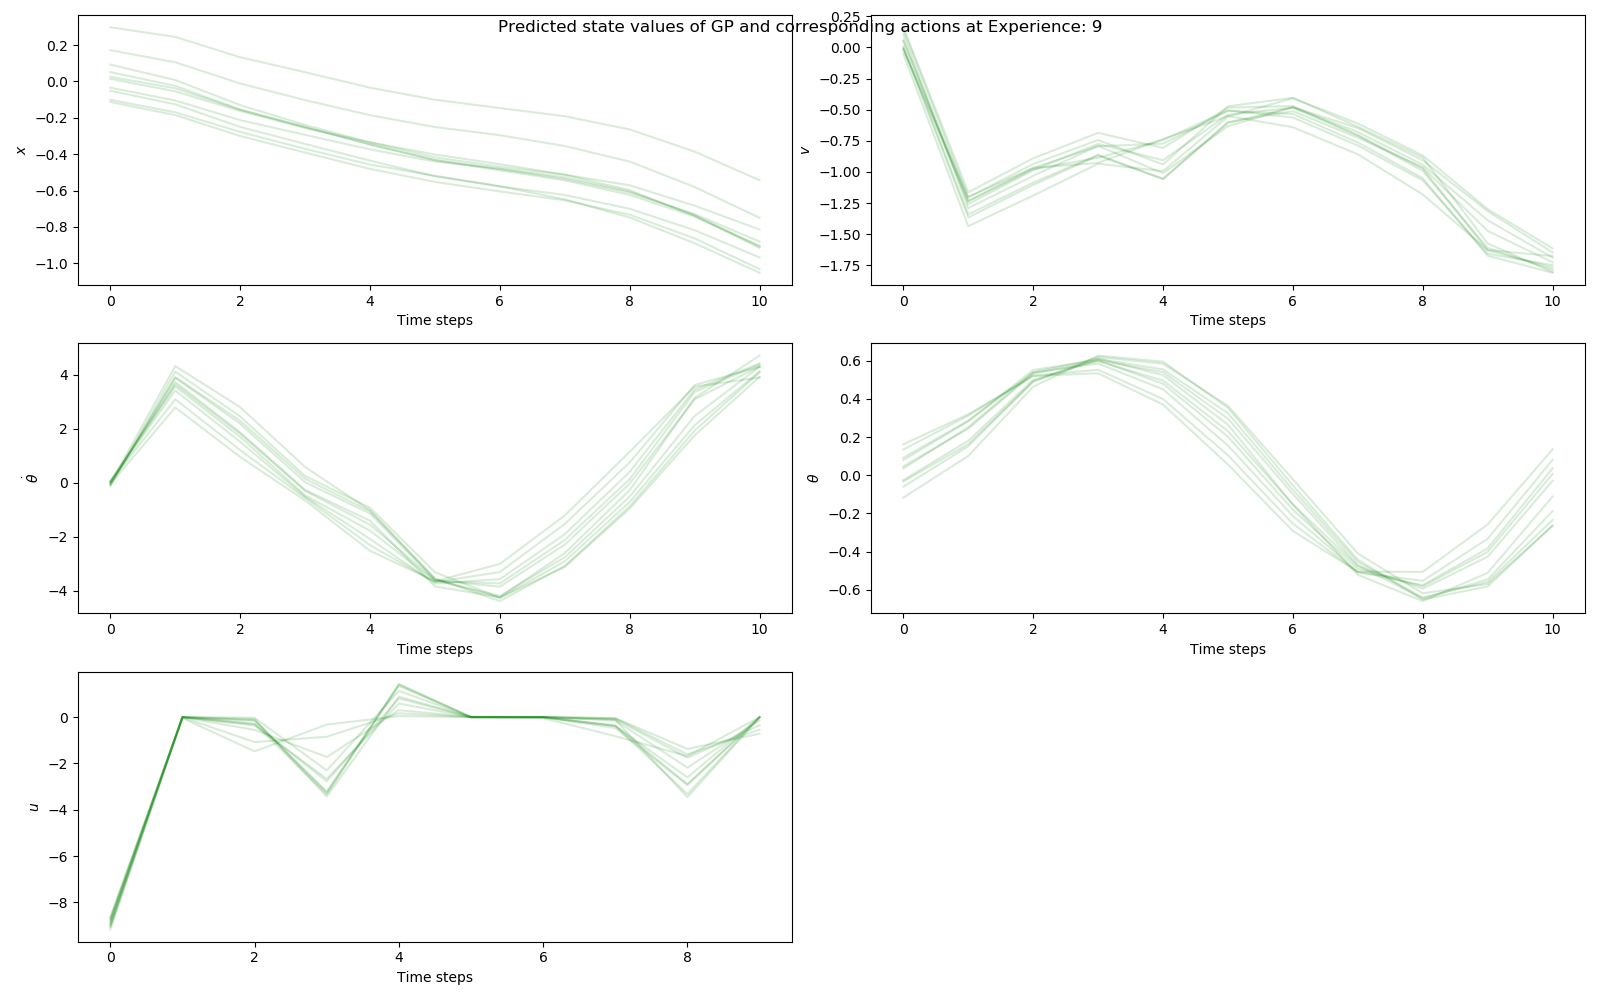 Predicted state values of GP and corresponding actions at Experience: 9
0.2
0.0
−0.2
−0.4
−0.6
−0.8
−1.0
x
0 2 4 6 8 10
Time steps
0.25
0.00
−0.25
−0.50
−0.75
−1.00
−1.25
−1.50
−1.75
v
0 2 4 6 8 10
Time steps
4
2
0
−2
−4
θ̇
0 2 4 6 8 10
Time steps
0.6
0.4
0.2
0.0
−0.2
−0.4
−0.6
θ
0 2 4 6 8 10
Time steps
0
−2
−4
−6
−8
u
0 2 4 6 8
Time steps